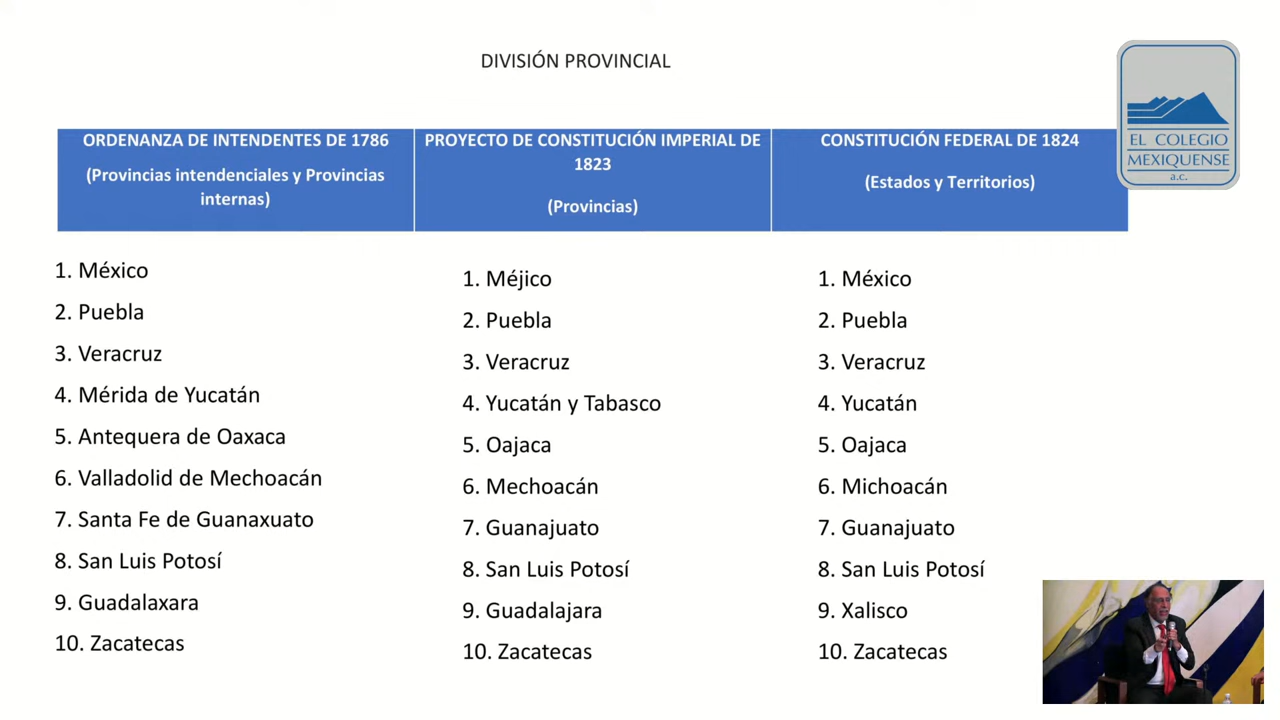 DIVISIÓN PROVINCIAL
EL COLEGIO
MEXIQUENSE
a.c.
ORDENANZA DE INTENDENTES DE 1786
(Provincias intendenciales y Provincias
internas)
PROYECTO DE CONSTITUCIÓN IMPERIAL DE
1823
(Provincias)
CONSTITUCIÓN FEDERAL DE 1824
(Estados y Territorios)
1. México
2. Puebla
3. Veracruz
4. Mérida de Yucatán
5. Antequera de Oaxaca
6. Valladolid de Mechoacán
7. Santa Fe de Guanaxuato
8. San Luis Potosí
9. Guadalaxara
10. Zacatecas
1. Méjico
2. Puebla
3. Veracruz
4. Yucatán y Tabasco
5. Oajaca
6. Mechoacán
7. Guanajuato
8. San Luis Potosí
9. Guadalajara
10. Zacatecas
1. México
2. Puebla
3. Veracruz
4. Yucatán
5. Oajaca
6. Michoacán
7. Guanajuato
8. San Luis Potosí
9. Xalisco
10. Zacatecas